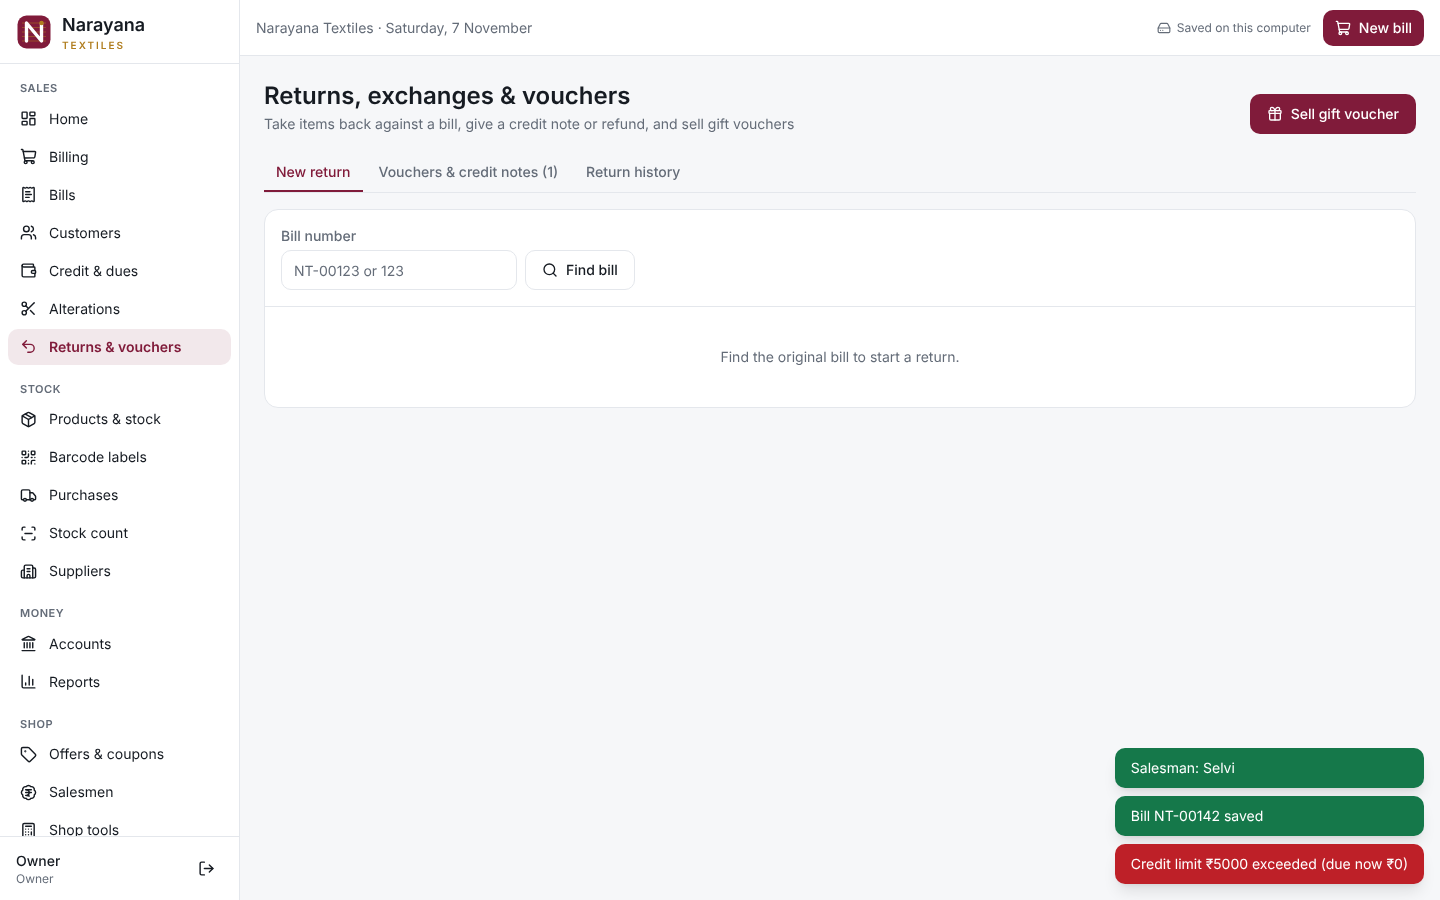 Narayana
TEXTILES
SALES
Home
Billing
Bills
Customers
Credit & dues
Alterations
Returns & vouchers
STOCK
Products & stock
Barcode labels
Purchases
Stock count
Suppliers
MONEY
Accounts
Reports
SHOP
Offers & coupons
Salesmen
Shop tools
Owner
Owner
Narayana Textiles · Saturday, 7 November
Saved on this computer
New bill
Returns, exchanges & vouchers
Take items back against a bill, give a credit note or refund, and sell gift vouchers
Sell gift voucher
New return
Vouchers & credit notes (1)
Return history
Bill number
NT-00123 or 123
Find bill
Find the original bill to start a return.
Salesman: Selvi
Bill NT-00142 saved
Credit limit ₹5000 exceeded (due now ₹0)